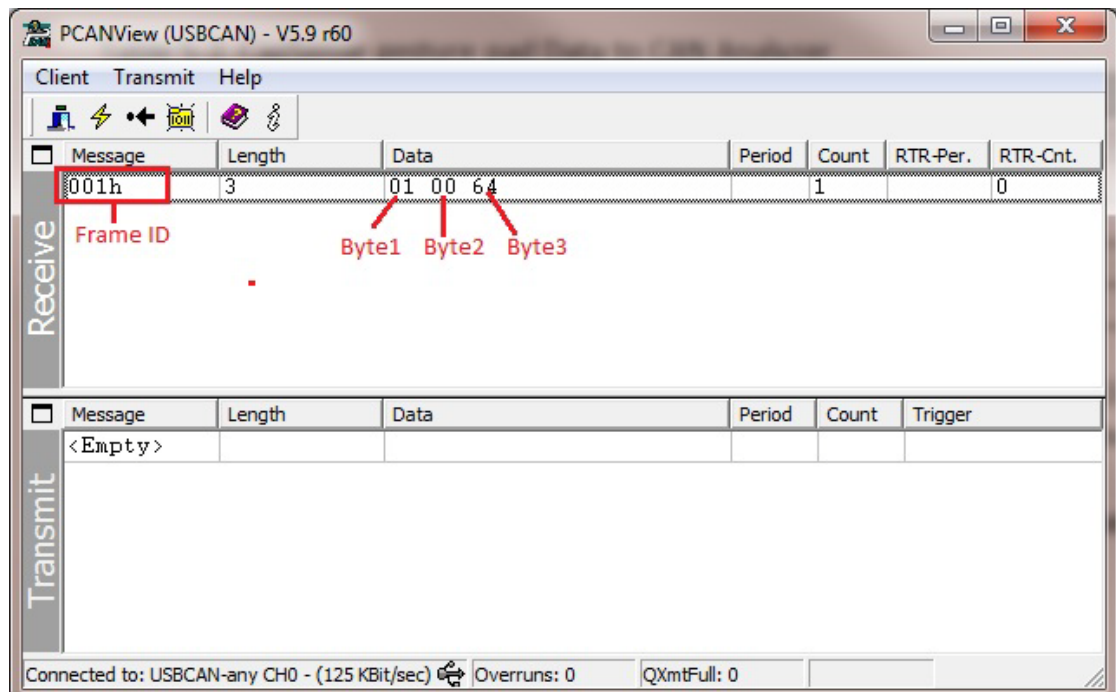 PCANView (USBCAN) - V5.9 r60
Client Transmit Help
Message Length Data Period Count RTR-Per. RTR-Cnt.
001h 3 01 00 64 1 0
Frame ID
Byte1 Byte2 Byte3
Receive
Message Length Data Period Count Trigger
<Empty>
Transmit
Connected to: USBCAN-any CH0 - (125 KBit/sec) Overruns: 0 QXmtFull: 0